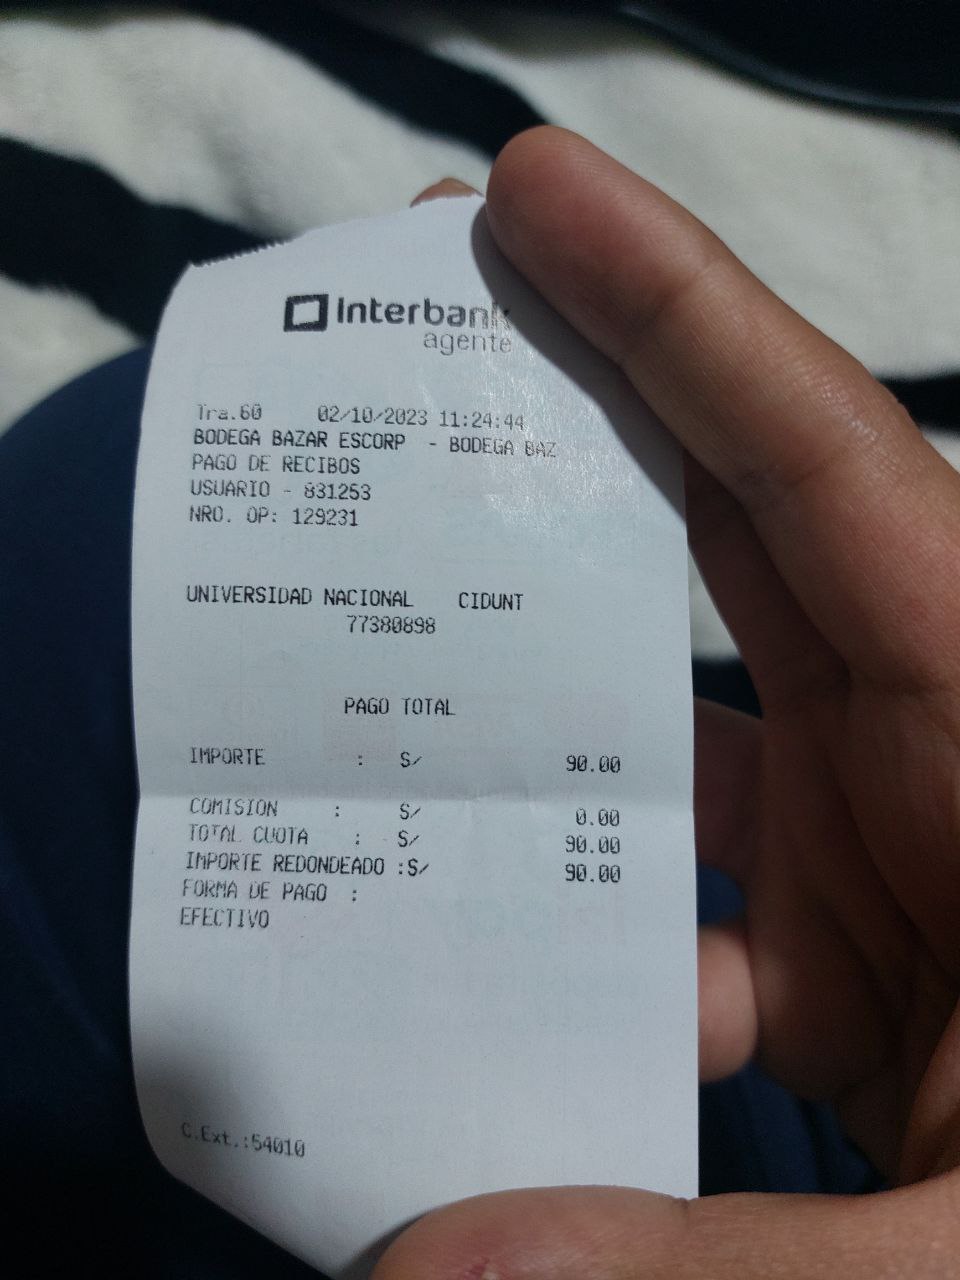 Interbank
agente
Tra.60 02/10/2023 11:24:44
BODEGA BAZAR ESCORP - BODEGA BAZ
PAGO DE RECIBOS
USUARIO - 831253
NRO. OP: 129231
UNIVERSIDAD NACIONAL CIDUNT
77380898
PAGO TOTAL
IMPORTE : S/ 90.00
COMISION : S/ 0.00
TOTAL CUOTA : S/ 90.00
IMPORTE REDONDEADO :S/ 90.00
FORMA DE PAGO :
EFECTIVO
C.Ext.:54010